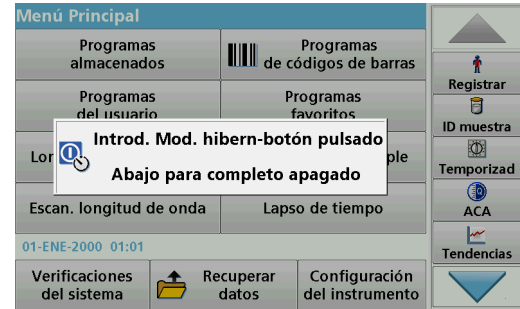 Menú Principal
Programas
almacenados
Programas
de códigos de barras
Programas
del usuario
Programas
favoritos
Introd. Mod. hibern-botón pulsado
Abajo para completo apagado
Lor
ple
Escan. longitud de onda
Lapso de tiempo
01-ENE-2000 01:01
Verificaciones
del sistema
Recuperar
datos
Configuración
del instrumento
Registrar
ID muestra
Temporizad
AQA
Tendencias